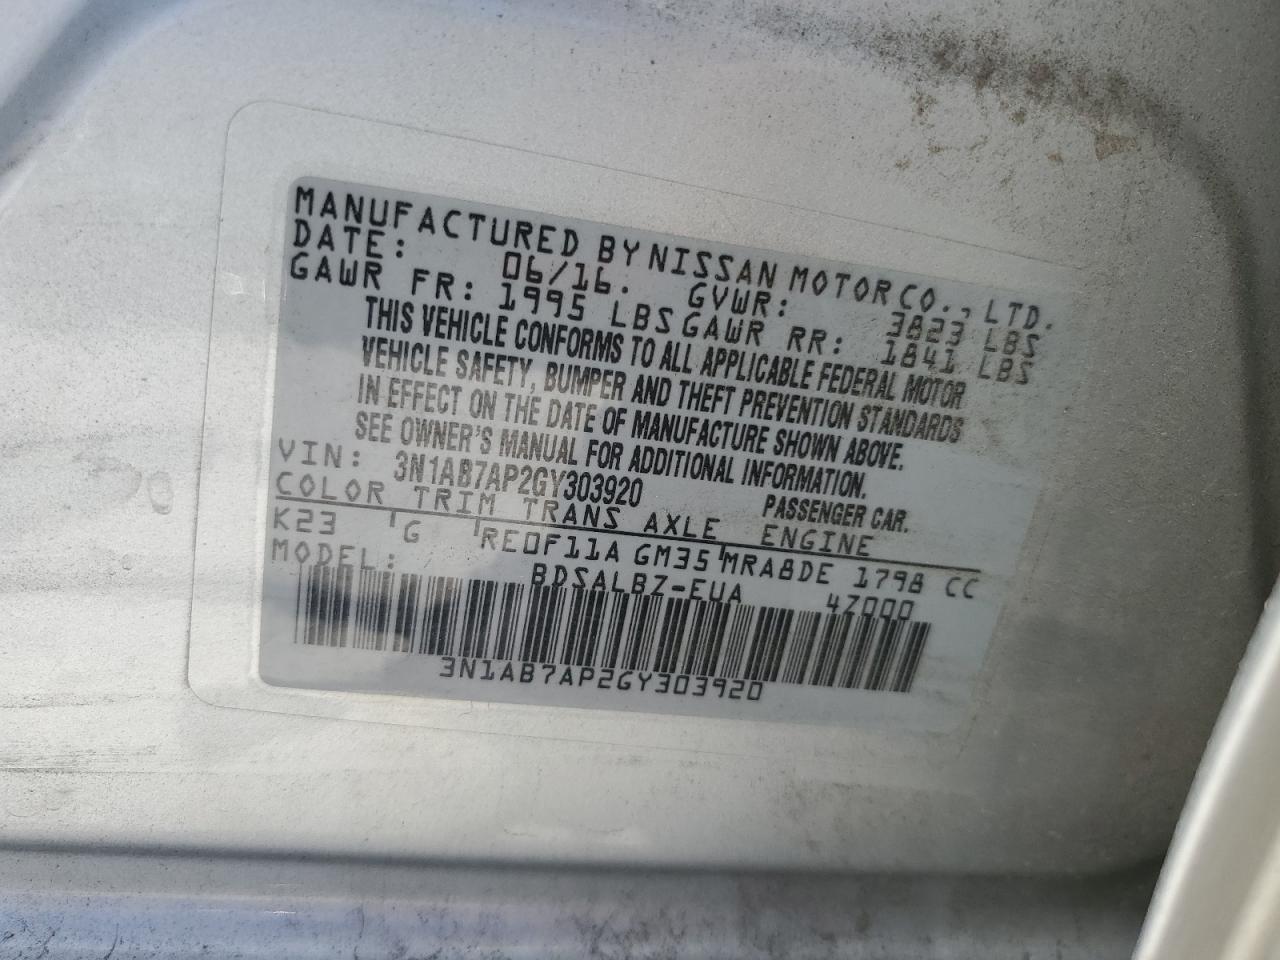 MANUFACTURED BY NISSAN MOTOR CO., LTD.
DATE: 06/16. GVWR: 3823 LBS
GAWR FR: 1995 LBS GAWR RR: 1841 LBS
THIS VEHICLE CONFORMS TO ALL APPLICABLE FEDERAL MOTOR
VEHICLE SAFETY, BUMPER AND THEFT PREVENTION STANDARDS
IN EFFECT ON THE DATE OF MANUFACTURE SHOWN ABOVE.
SEE OWNER'S MANUAL FOR ADDITIONAL INFORMATION.
VIN: 3N1AB7AP2GY303920 PASSENGER CAR.
COLOR TRIM TRANS AXLE ENGINE
K23 G RE0F11A GM35 MRA8DE 1798 CC
MODEL: BDSALBZ-EUA 4Z000
3N1AB7AP2GY303920